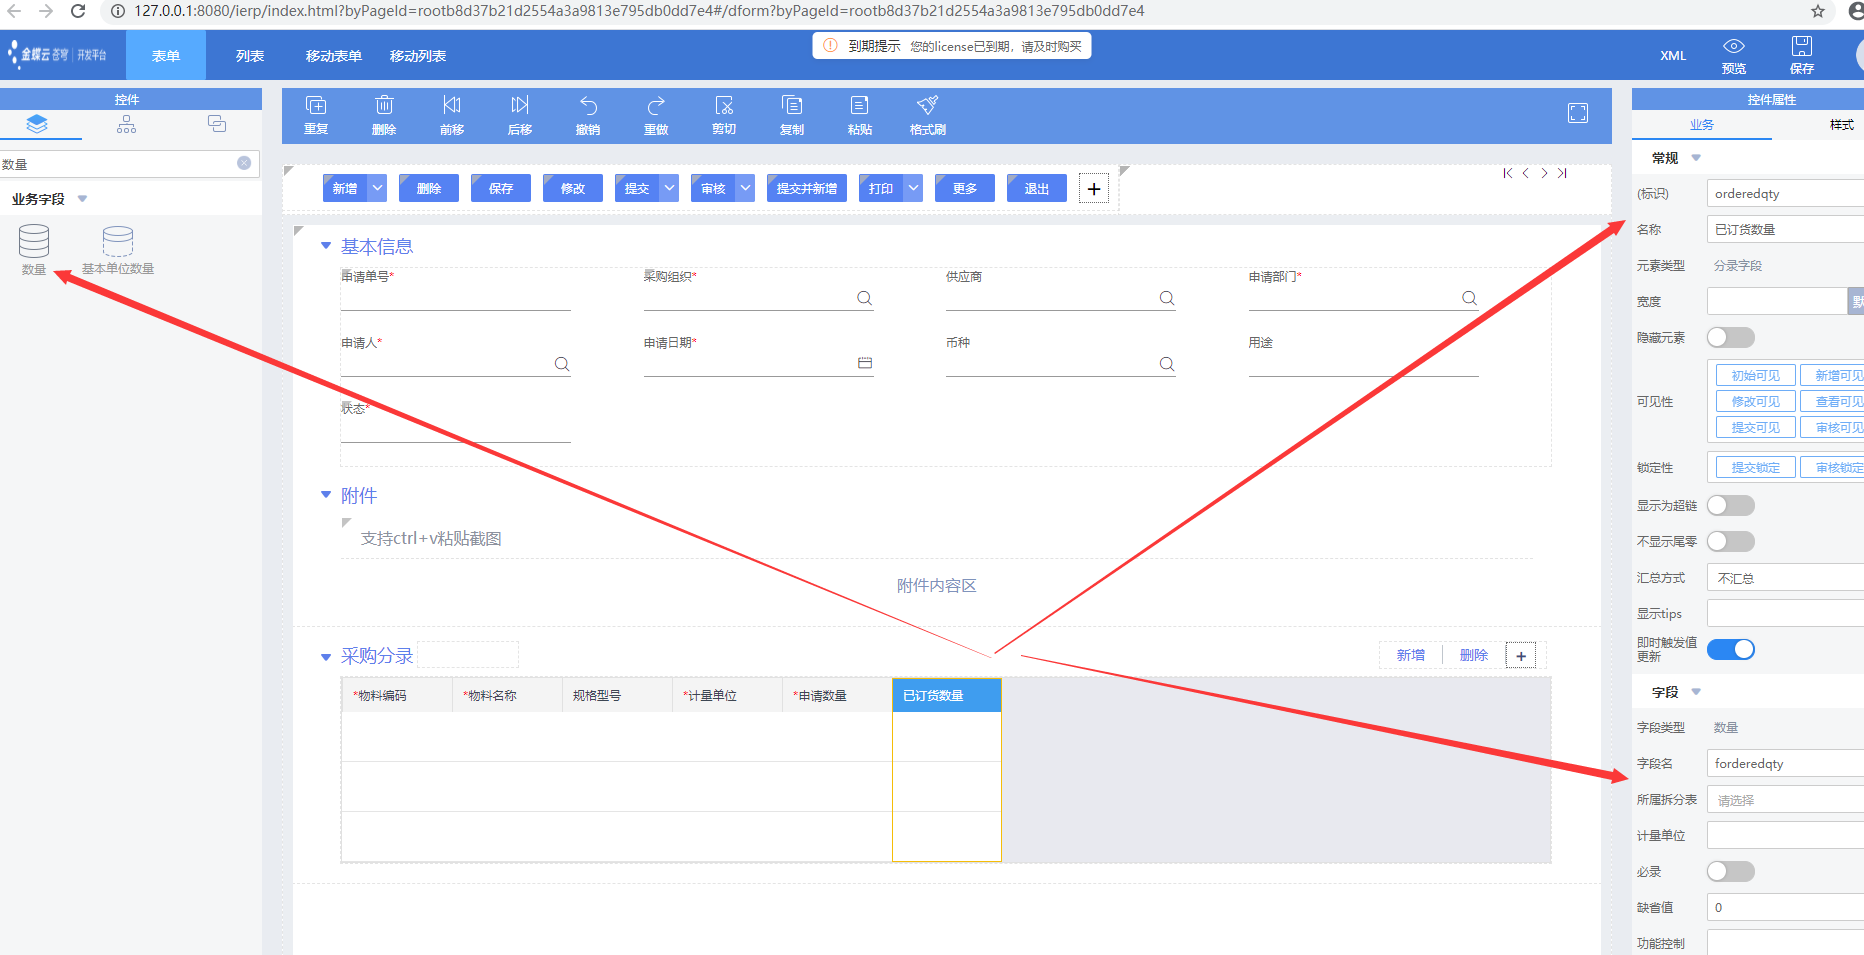 127.0.0.1:8080/ierp/index.html?byPageId=rootb8d37b21d2554a3a9813e795db0dd7e4#/dform?byPageId=rootb8d37b21d2554a3a9813e795db0dd7e4
金蝶云 苍穹 | 开发平台
表单
列表
移动表单
移动列表
到期提示 您的license已到期，请及时购买
XML
预览
保存
控件
数量
业务字段
数量
基本单位数量
重复
删除
前移
后移
撤销
重做
剪切
复制
粘贴
格式刷
新增
删除
保存
修改
提交
审核
提交并新增
打印
更多
退出
+
基本信息
申请单号*
采购组织*
供应商
申请部门*
申请人*
申请日期*
币种
用途
状态*
附件
支持ctrl+v粘贴截图
附件内容区
采购分录
新增
删除
+
*物料编码
*物料名称
规格型号
*计量单位
*申请数量
已订货数量
控件属性
业务
样式
常规
(标识) orderedqty
名称 已订货数量
元素类型 分录字段
宽度
隐藏元素
可见性
初始可见 新增可见
修改可见 查看可见
提交可见 审核可见
锁定性 提交锁定 审核锁定
显示为超链
不显示尾零
汇总方式 不汇总
显示tips
即时触发值
更新
字段
字段类型 数量
字段名 forderedqty
所属拆分表 请选择
计量单位
必录
缺省值 0
功能控制